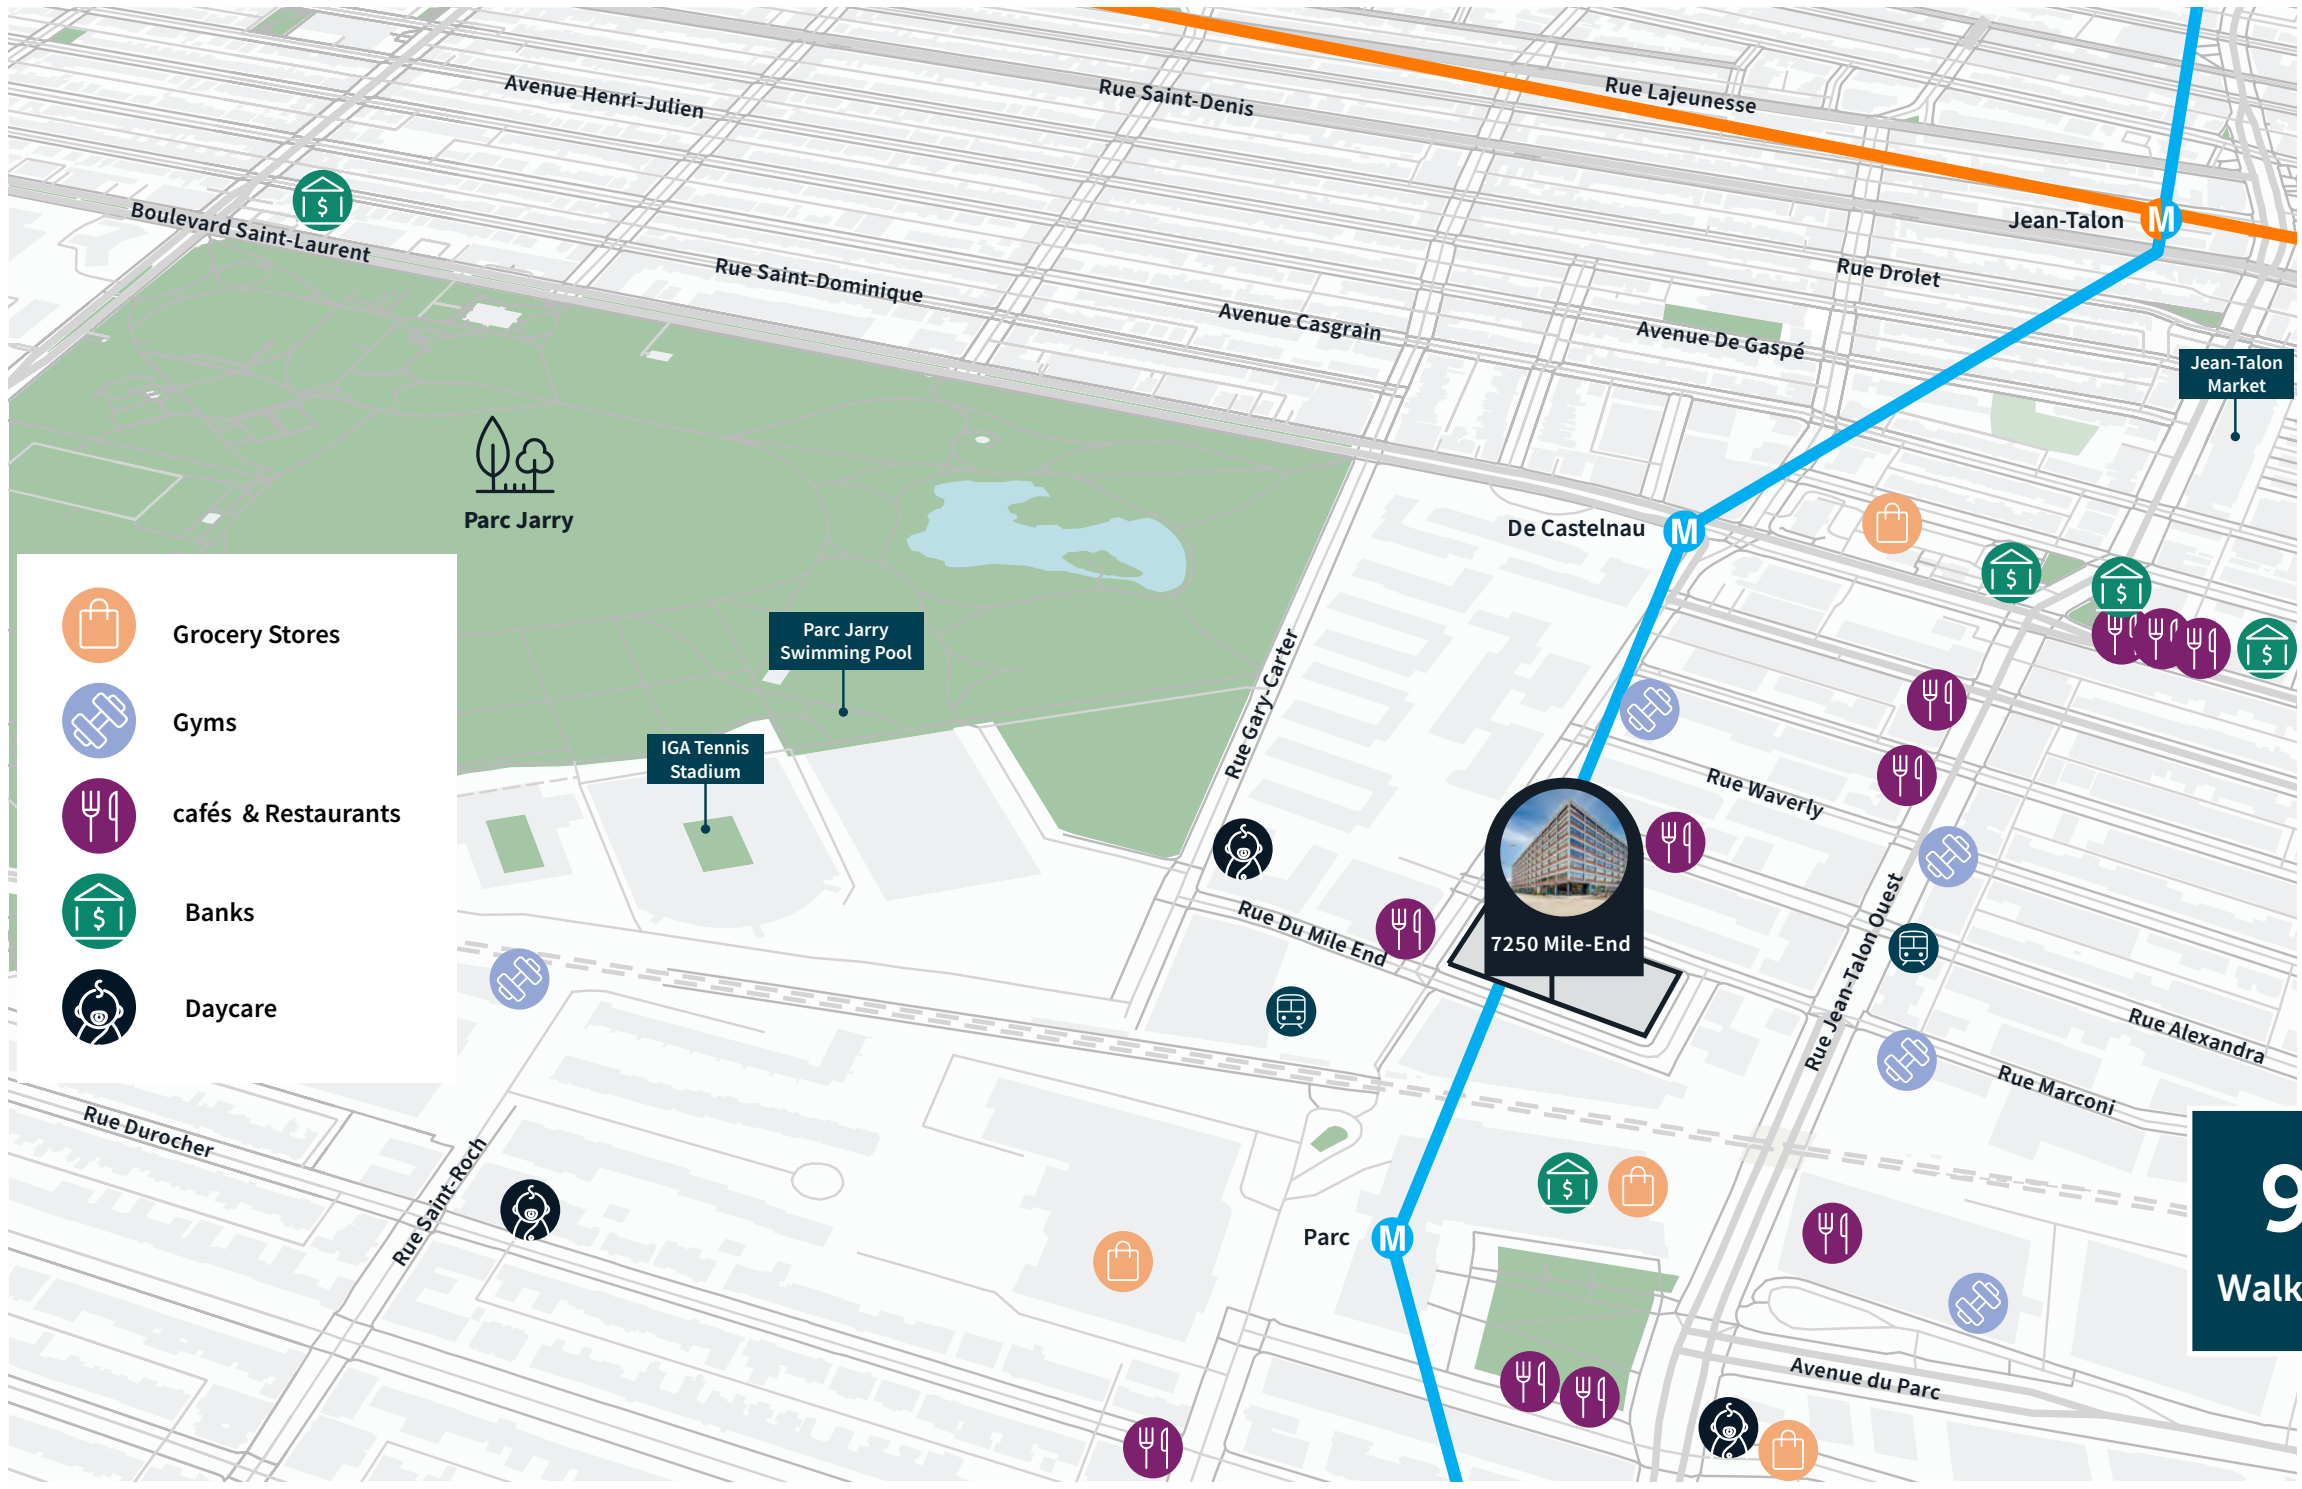 Avenue Henri-Julien
Rue Saint-Denis
Rue Lajeunesse
Boulevard Saint-Laurent
Jean-Talon
M
Rue Saint-Dominique
Rue Drolet
Avenue Casgrain
Avenue De Gaspé
Jean-Talon
Market
Parc Jarry
De Castelnau
M
Parc Jarry
Swimming Pool
IGA Tennis
Stadium
Rue Gary-Carter
Rue Waverly
Grocery Stores
Gyms
cafés & Restaurants
Banks
Daycare
Rue Du Mile End
7250 Mile-End
Rue Jean-Talon Ouest
Rue Alexandra
Rue Marconi
Rue Durocher
Rue Saint-Roch
Parc
M
Avenue du Parc
9
Walk